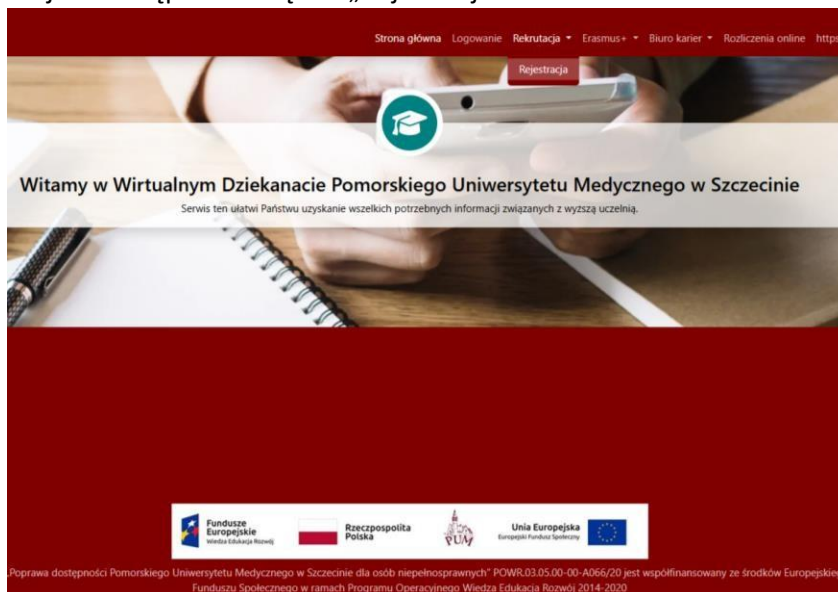 Strona główna Logowanie Rekrutacja Erasmus+ Biuro karier Rozliczenia online https
Rejestracja
Witamy w Wirtualnym Dziekanacie Pomorskiego Uniwersytetu Medycznego w Szczecinie
Serwis ten ułatwi Państwu uzyskanie wszelkich potrzebnych informacji związanych z wyższą uczelnią.
Fundusze
Europejskie
Wiedza Edukacja Rozwój
Rzeczpospolita
Polska
PUM
Unia Europejska
Europejski Fundusz Społeczny
„Poprawa dostępności Pomorskiego Uniwersytetu Medycznego w Szczecinie dla osób niepełnosprawnych” POWR.03.05.00-00-A066/20 jest współfinansowany ze środków Europejskie
Funduszu Społecznego w ramach Programu Operacyjnego Wiedza Edukacja Rozwój 2014-2020